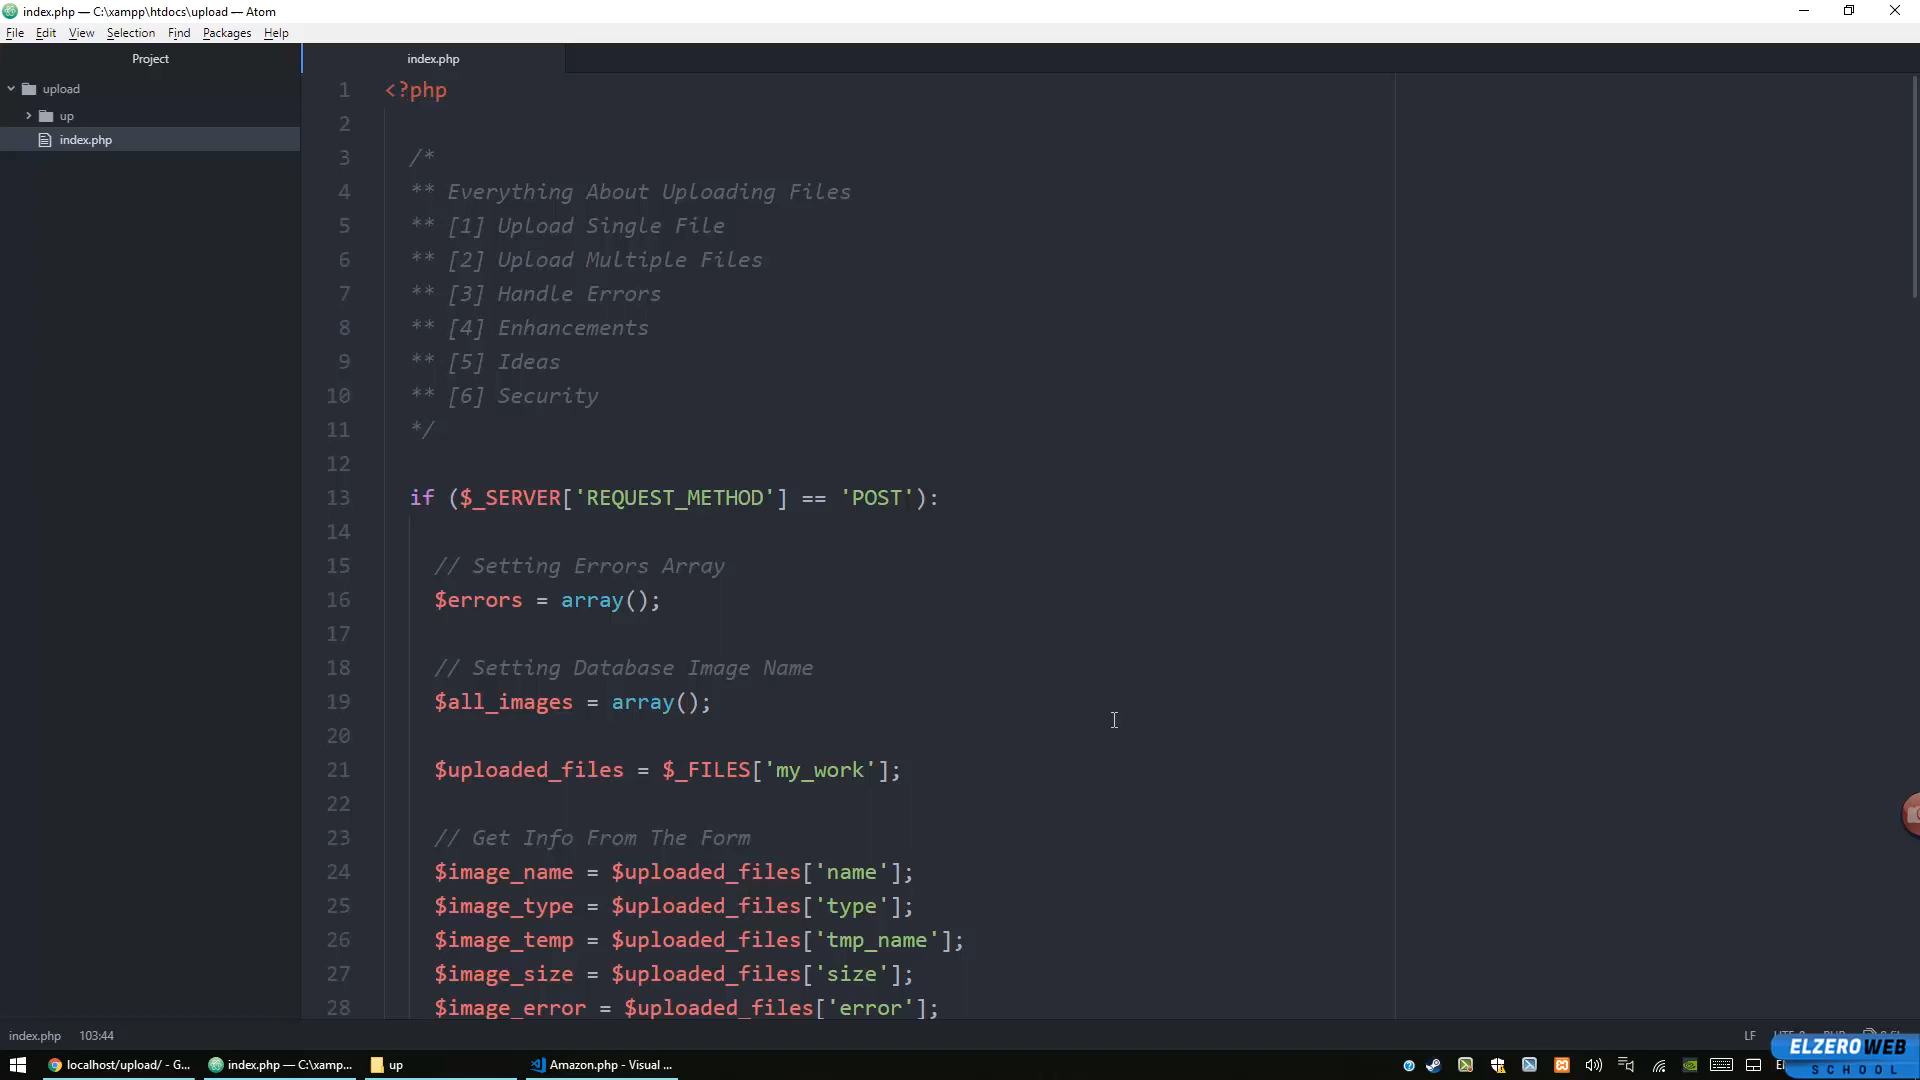 index.php — C:\xampp\htdocs\upload — Atom
File Edit View Selection Find Packages Help
Project
index.php
upload
up
index.php
1 <?php
2
3 /*
4 ** Everything About Uploading Files
5 ** [1] Upload Single File
6 ** [2] Upload Multiple Files
7 ** [3] Handle Errors
8 ** [4] Enhancements
9 ** [5] Ideas
10 ** [6] Security
11 */
12
13 if ($_SERVER['REQUEST_METHOD'] == 'POST'):
14
15 // Setting Errors Array
16 $errors = array();
17
18 // Setting Database Image Name
19 $all_images = array();
20
21 $uploaded_files = $_FILES['my_work'];
22
23 // Get Info From The Form
24 $image_name = $uploaded_files['name'];
25 $image_type = $uploaded_files['type'];
26 $image_temp = $uploaded_files['tmp_name'];
27 $image_size = $uploaded_files['size'];
28 $image_error = $uploaded_files['error'];
index.php 103:44
LF
localhost/upload/ - G...
index.php — C:\xamp...
up
Amazon.php - Visual ...
ELZEROWEB
SCHOOL